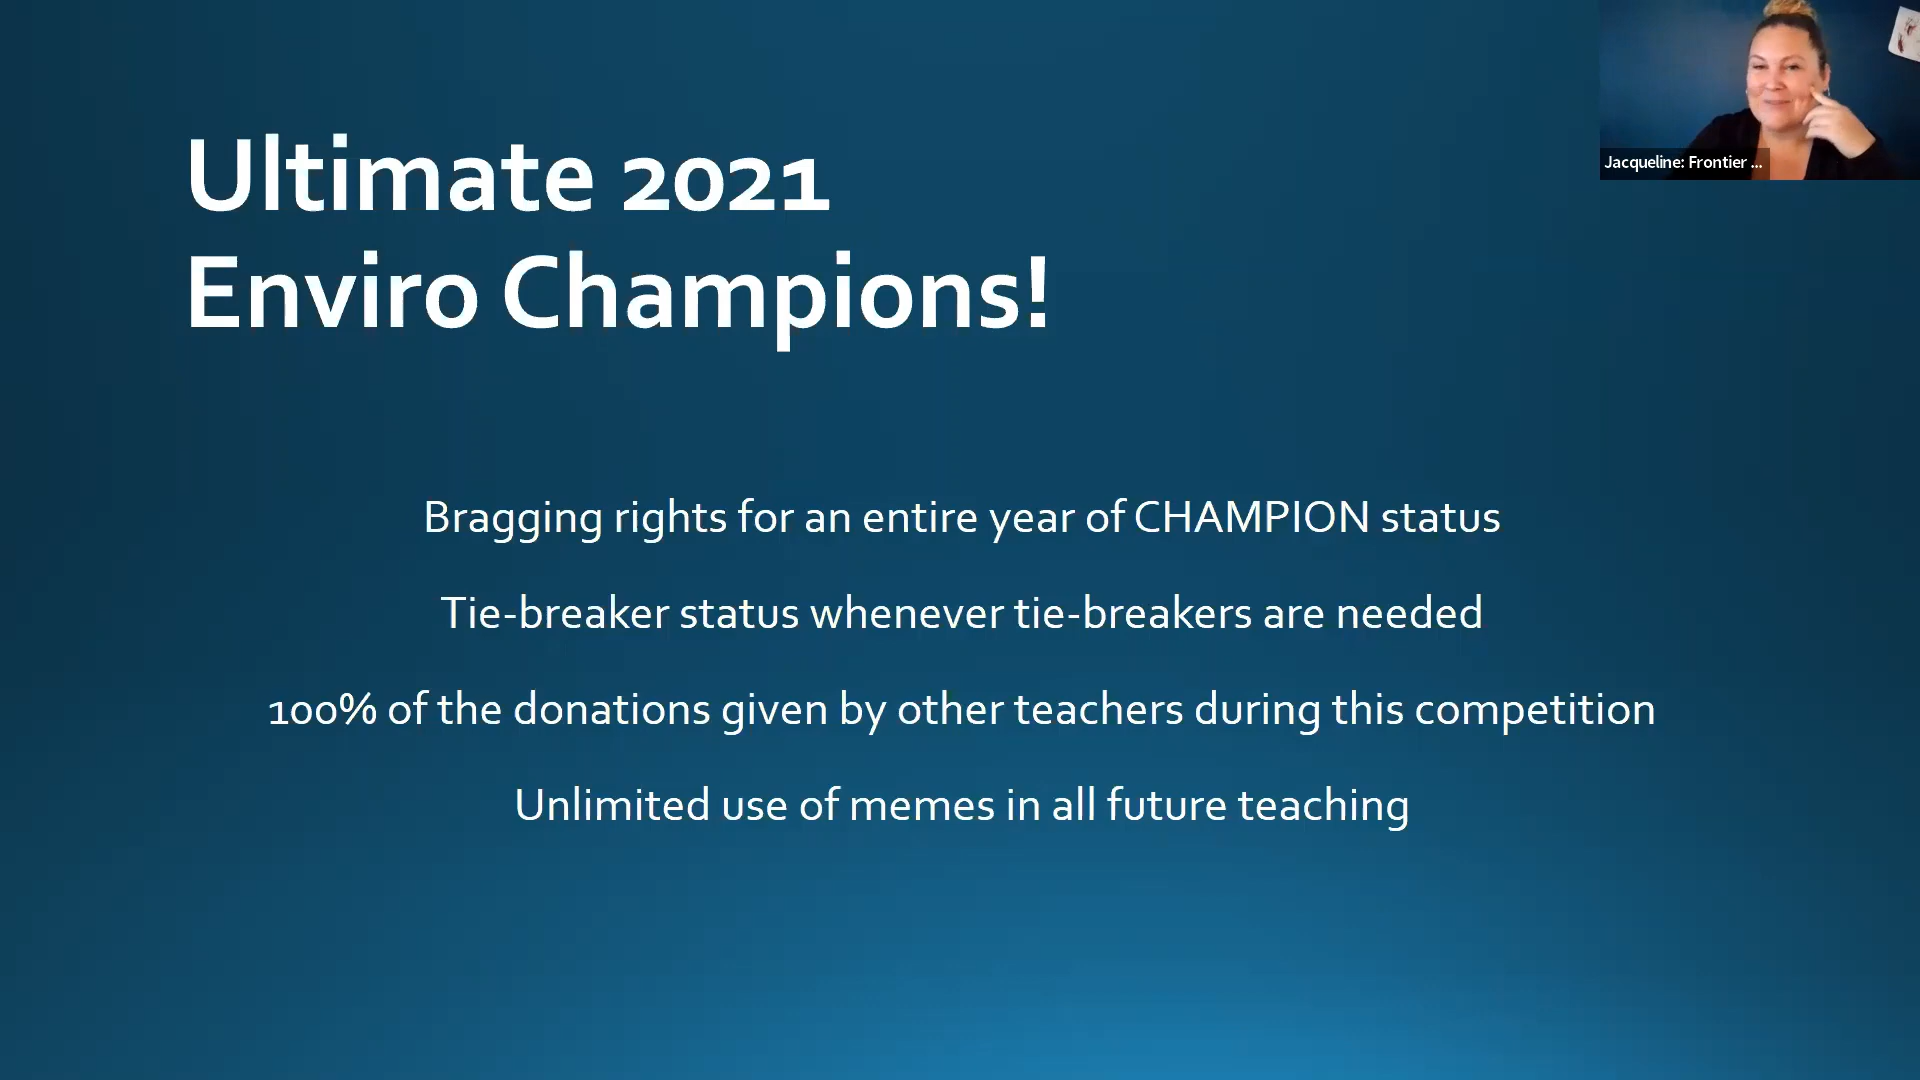 Ultimate 2021
Enviro Champions!
Bragging rights for an entire year of CHAMPION status
Tie-breaker status whenever tie-breakers are needed
100% of the donations given by other teachers during this competition
Unlimited use of memes in all future teaching
Jacqueline: Frontier ...